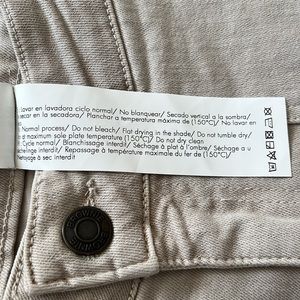 lavar en lavadora ciclo normal/ No blanquear/ Secado vertical a la sombra/
secar en la secadora/ Planchar a temperatura máxima de (150°C)/ No lavar en
Normal process/ Do not bleach/ Flat drying in the shade/ Do not tumble dry/
maximum sole plate temperature (150°C)/ Do not dry clean
Cycle normal/ Blanchissage interdit/ Séchage à plat à l'ombre/ Séchage a u
interdit/ Repassage à température maximale du fer de (150°C)/
Nettoyage à sec interdit